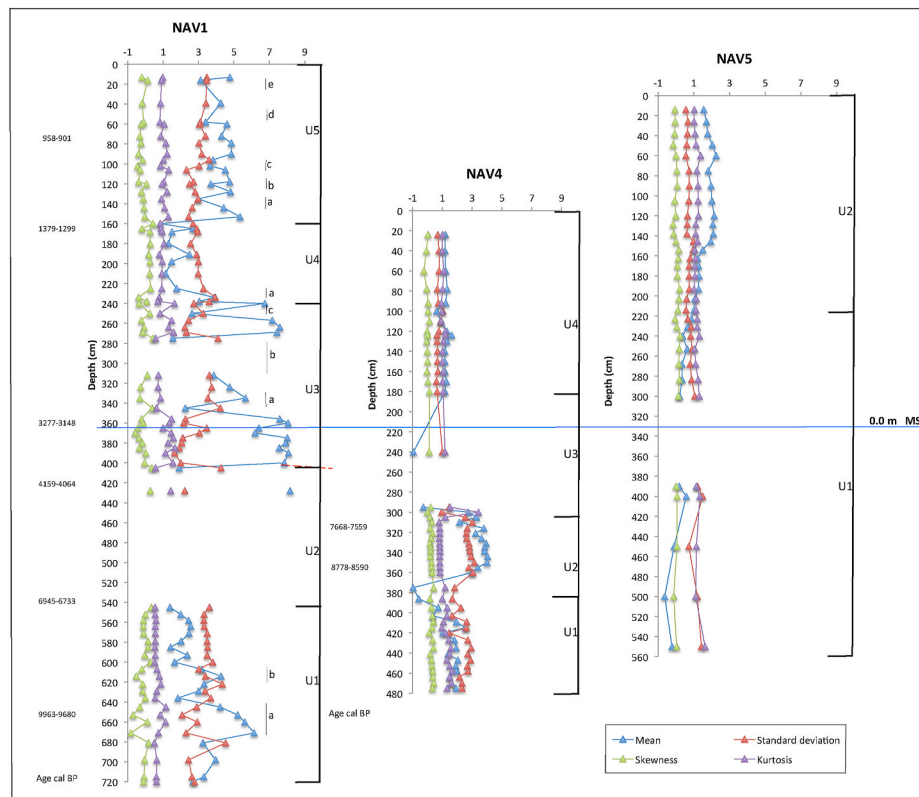 NAV1
-1 1 3 5 7 9
0
20
40
60
80
100
120
140
160
180
200
220
240
260
280
300
320
340
360
380
400
420
440
460
480
500
520
540
560
580
600
620
640
660
680
700
720
Depth (cm)
958-901
1379-1299
3277-3148
4159-4064
6945-6733
9963-9680
Age cal BP
e
d
c
b
a
a
c
b
a
b
a
U5
U4
U3
U2
U1
NAV4
-1 1 3 5 7 9
0
20
40
60
80
100
120
140
160
180
200
220
240
260
280
300
320
340
360
380
400
420
440
460
480
Depth (cm)
7668-7559
8778-8590
Age cal BP
U4
U3
U2
U1
NAV5
-1 1 3 5 7 9
0
20
40
60
80
100
120
140
160
180
200
220
240
260
280
300
320
340
360
380
400
420
440
460
480
500
520
540
560
Depth (cm)
U2
U1
0.0 m MS
Mean
Standard deviation
Skewness
Kurtosis